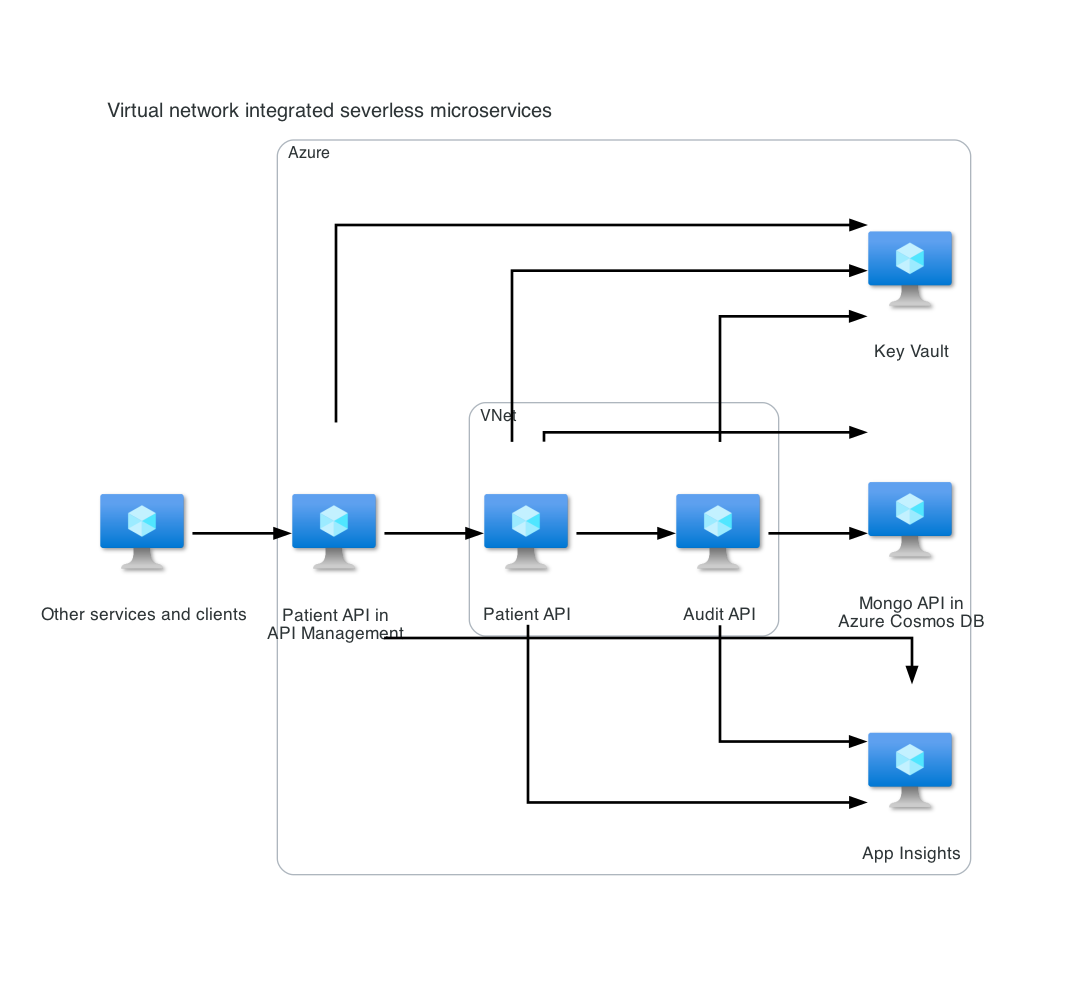 Virtual network integrated severless microservices
Azure
Key Vault
VNet
Other services and clients
Patient API in
API Management
Patient API
Audit API
Mongo API in
Azure Cosmos DB
App Insights